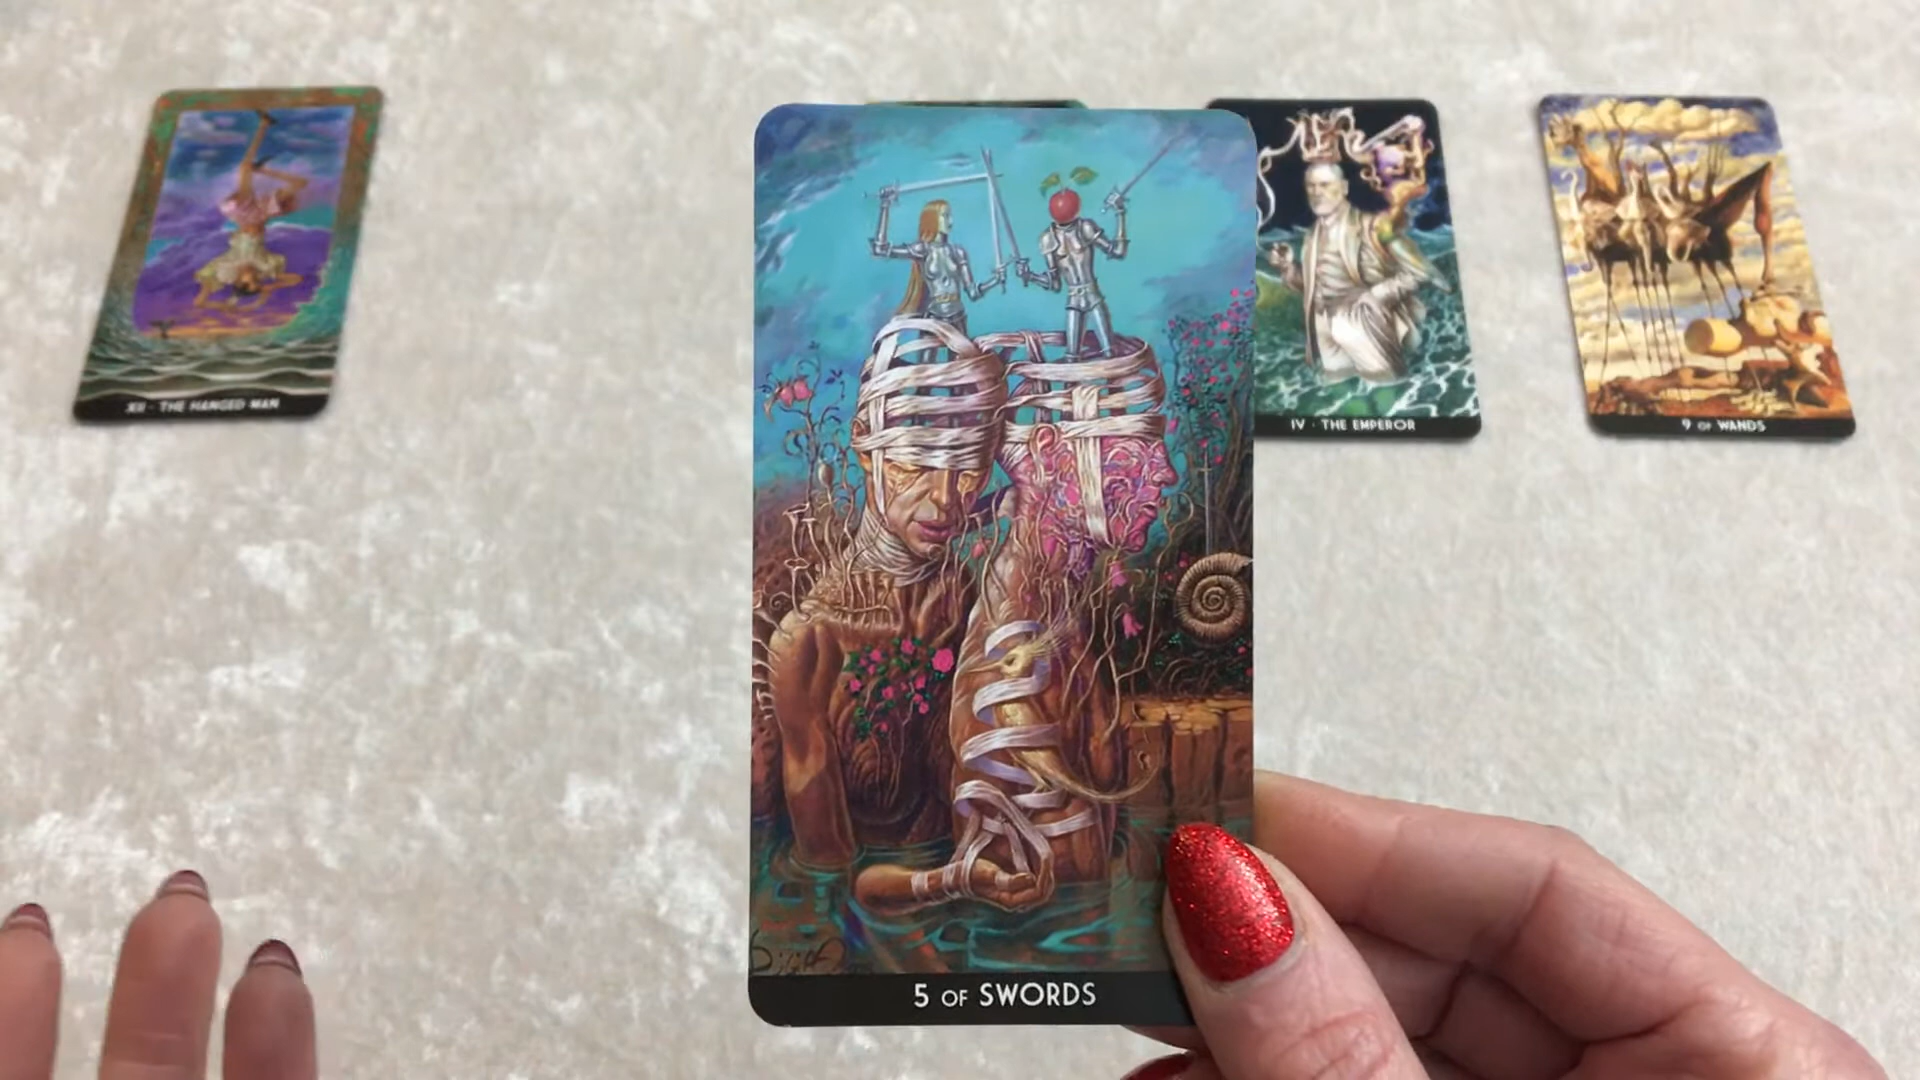 XII · THE HANGED MAN
IV · THE EMPEROR
9 OF WANDS
5 OF SWORDS